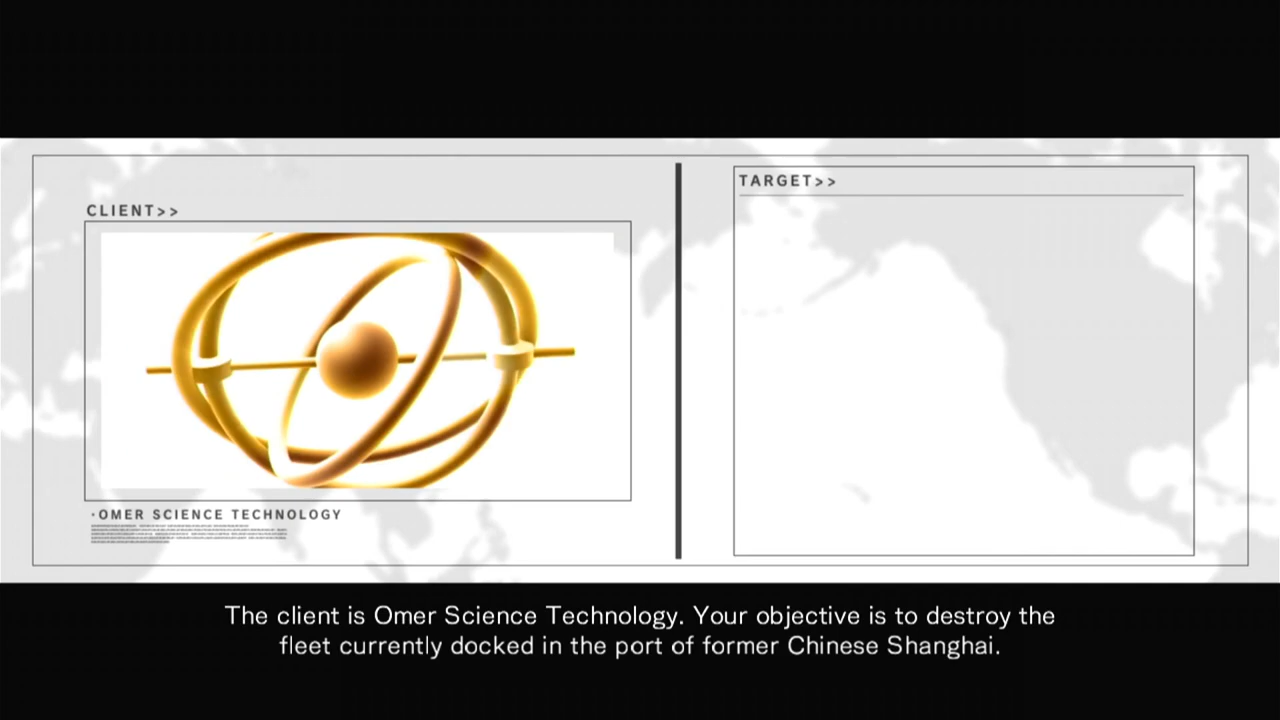 CLIENT>>
·OMER SCIENCE TECHNOLOGY
TARGET>>
The client is Omer Science Technology. Your objective is to destroy the
fleet currently docked in the port of former Chinese Shanghai.